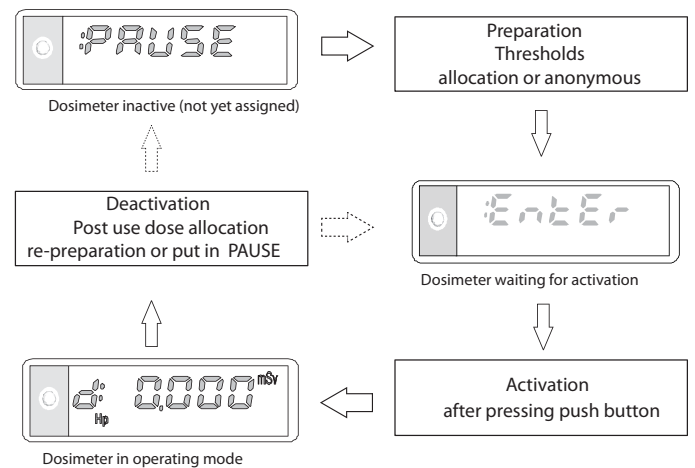 :PAUSE
Dosimeter inactive (not yet assigned)
Preparation
Thresholds
allocation or anonymous
Deactivation
Post use dose allocation
re-preparation or put in PAUSE
:EntEr
Dosimeter waiting for activation
d: 0.000 mSv
Hp
Dosimeter in operating mode
Activation
after pressing push button